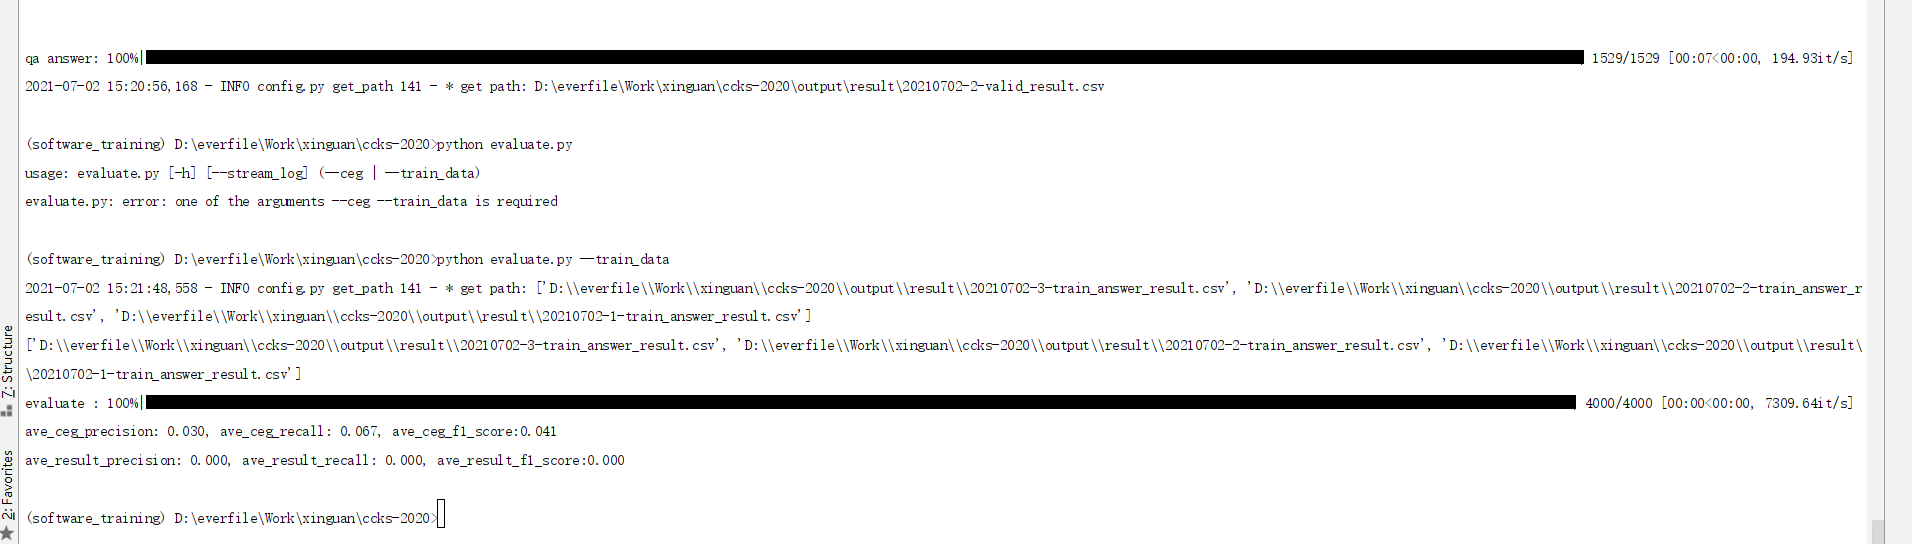 qa answer: 100%| 1529/1529 [00:07<00:00, 194.93it/s]
2021-07-02 15:20:56,168 - INFO config.py get_path 141 - * get path: D:\everfile\Work\xinguan\ccks-2020\output\result\20210702-2-valid_result.csv
(software_training) D:\everfile\Work\xinguan\ccks-2020>python evaluate.py
usage: evaluate.py [-h] [--stream_log] (--ceg | --train_data)
evaluate.py: error: one of the arguments --ceg --train_data is required
(software_training) D:\everfile\Work\xinguan\ccks-2020>python evaluate.py --train_data
2021-07-02 15:21:48,558 - INFO config.py get_path 141 - * get path: ['D:\\everfile\\Work\\xinguan\\ccks-2020\\output\\result\\20210702-3-train_answer_result.csv', 'D:\\everfile\\Work\\xinguan\\ccks-2020\\output\\result\\20210702-2-train_answer_r
esult.csv', 'D:\\everfile\\Work\\xinguan\\ccks-2020\\output\\result\\20210702-1-train_answer_result.csv']
['D:\\everfile\\Work\\xinguan\\ccks-2020\\output\\result\\20210702-3-train_answer_result.csv', 'D:\\everfile\\Work\\xinguan\\ccks-2020\\output\\result\\20210702-2-train_answer_result.csv', 'D:\\everfile\\Work\\xinguan\\ccks-2020\\output\\result\
\20210702-1-train_answer_result.csv']
evaluate : 100%| 4000/4000 [00:00<00:00, 7309.64it/s]
ave_ceg_precision: 0.030, ave_ceg_recall: 0.067, ave_ceg_f1_score:0.041
ave_result_precision: 0.000, ave_result_recall: 0.000, ave_result_f1_score:0.000
(software_training) D:\everfile\Work\xinguan\ccks-2020>
7: Structure
2: Favorites